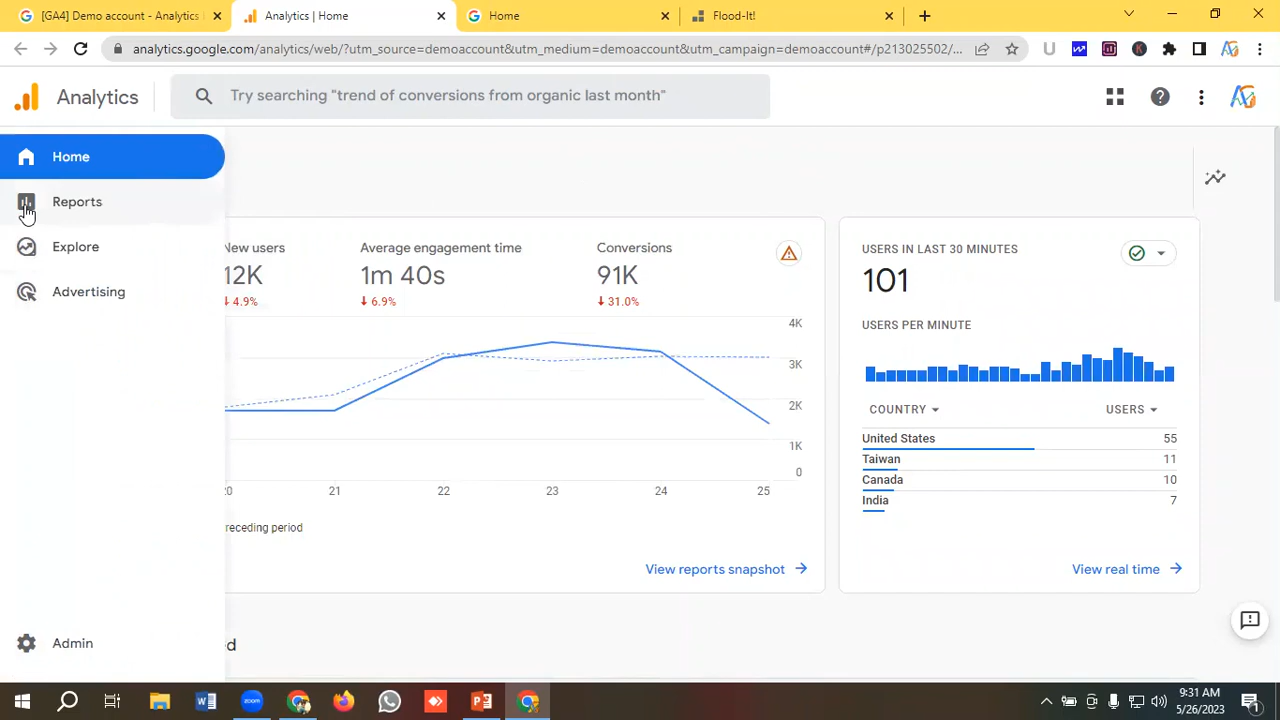 [GA4] Demo account - Analytics
Analytics | Home
Home
Flood-It!
analytics.google.com/analytics/web/?utm_source=demoaccount&utm_medium=demoaccount&utm_campaign=demoaccount#/p213025502/...
Analytics
Try searching "trend of conversions from organic last month"
Home
Reports
Explore
Advertising
Admin
New users
12K
↓ 4.9%
Average engagement time
1m 40s
↓ 6.9%
Conversions
91K
↓ 31.0%
4K
3K
2K
1K
0
20 21 22 23 24 25
receding period
View reports snapshot →
USERS IN LAST 30 MINUTES
101
USERS PER MINUTE
COUNTRY USERS
United States 55
Taiwan 11
Canada 10
India 7
View real time →
d
9:31 AM
5/26/2023
1